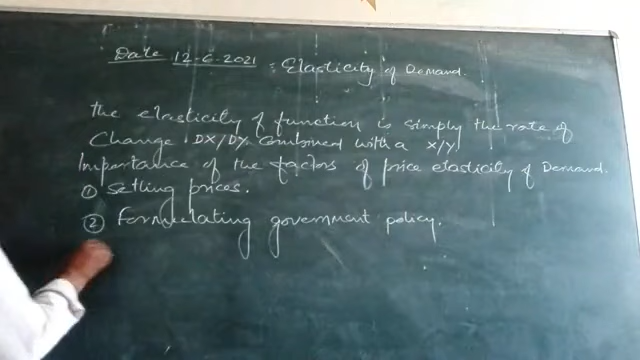 Date 12-6-2021 : Elasticity of Demand.
The elasticity of function is simply the rate of
Change DX/DY combined with a X/Y
Importance of the factors of price elasticity of Demand.
① Setting prices.
② Formulating government policy.